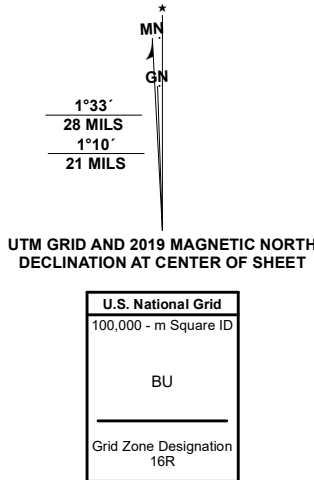 ★
MN
GN
1°33´
28 MILS
1°10´
21 MILS
UTM GRID AND 2019 MAGNETIC NORTH
DECLINATION AT CENTER OF SHEET
U.S. National Grid
100,000 - m Square ID
BU
Grid Zone Designation
16R